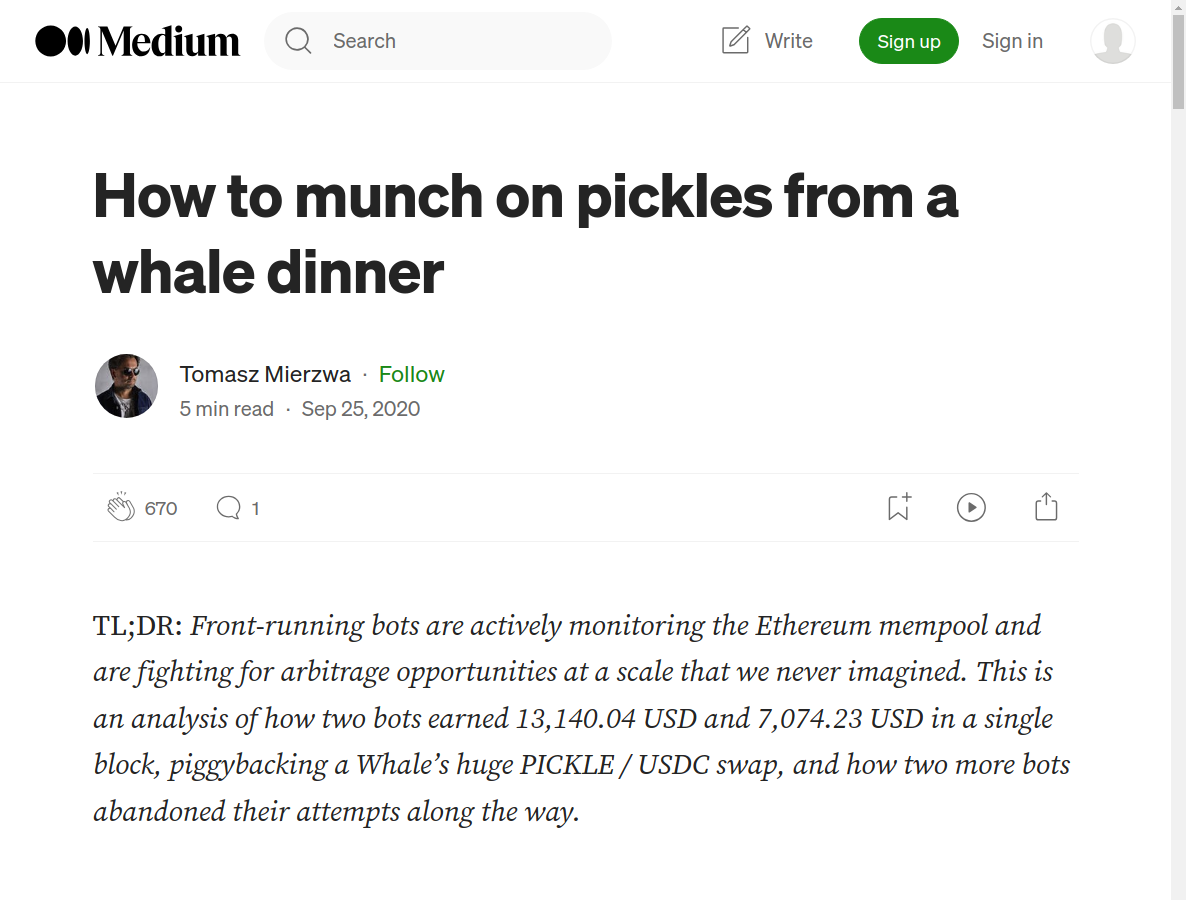 Medium
Search
Write
Sign up
Sign in
How to munch on pickles from a
whale dinner
Tomasz Mierzwa · Follow
5 min read · Sep 25, 2020
670
1
TL;DR: Front-running bots are actively monitoring the Ethereum mempool and
are fighting for arbitrage opportunities at a scale that we never imagined. This is
an analysis of how two bots earned 13,140.04 USD and 7,074.23 USD in a single
block, piggybacking a Whale’s huge PICKLE / USDC swap, and how two more bots
abandoned their attempts along the way.